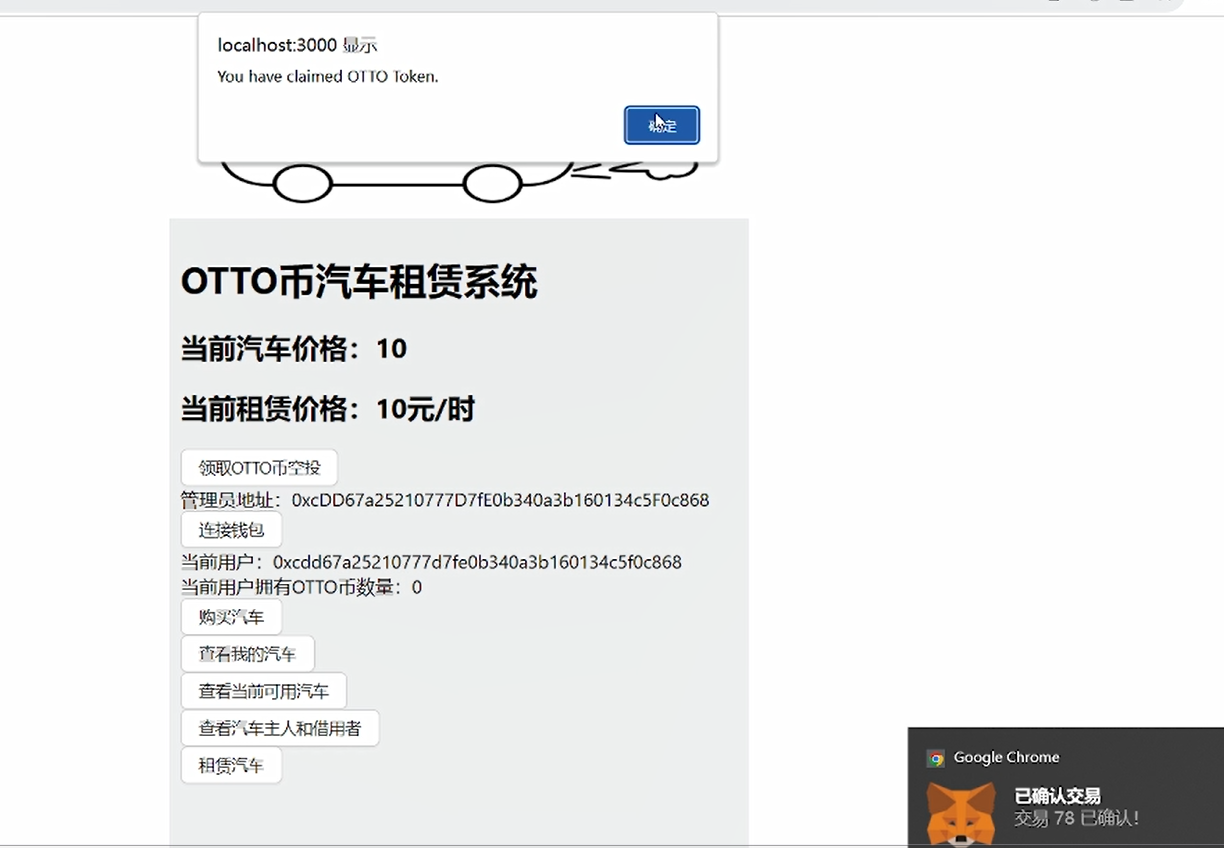 localhost:3000 显示
You have claimed OTTO Token.
确定
OTTO币汽车租赁系统
当前汽车价格：10
当前租赁价格：10元/时
领取OTTO币空投
管理员地址：0xcDD67a25210777D7fE0b340a3b160134c5F0c868
连接钱包
当前用户：0xcdd67a25210777d7fe0b340a3b160134c5f0c868
当前用户拥有OTTO币数量：0
购买汽车
查看我的汽车
查看当前可用汽车
查看汽车主人和借用者
租赁汽车
Google Chrome
已确认交易
交易 78 已确认！